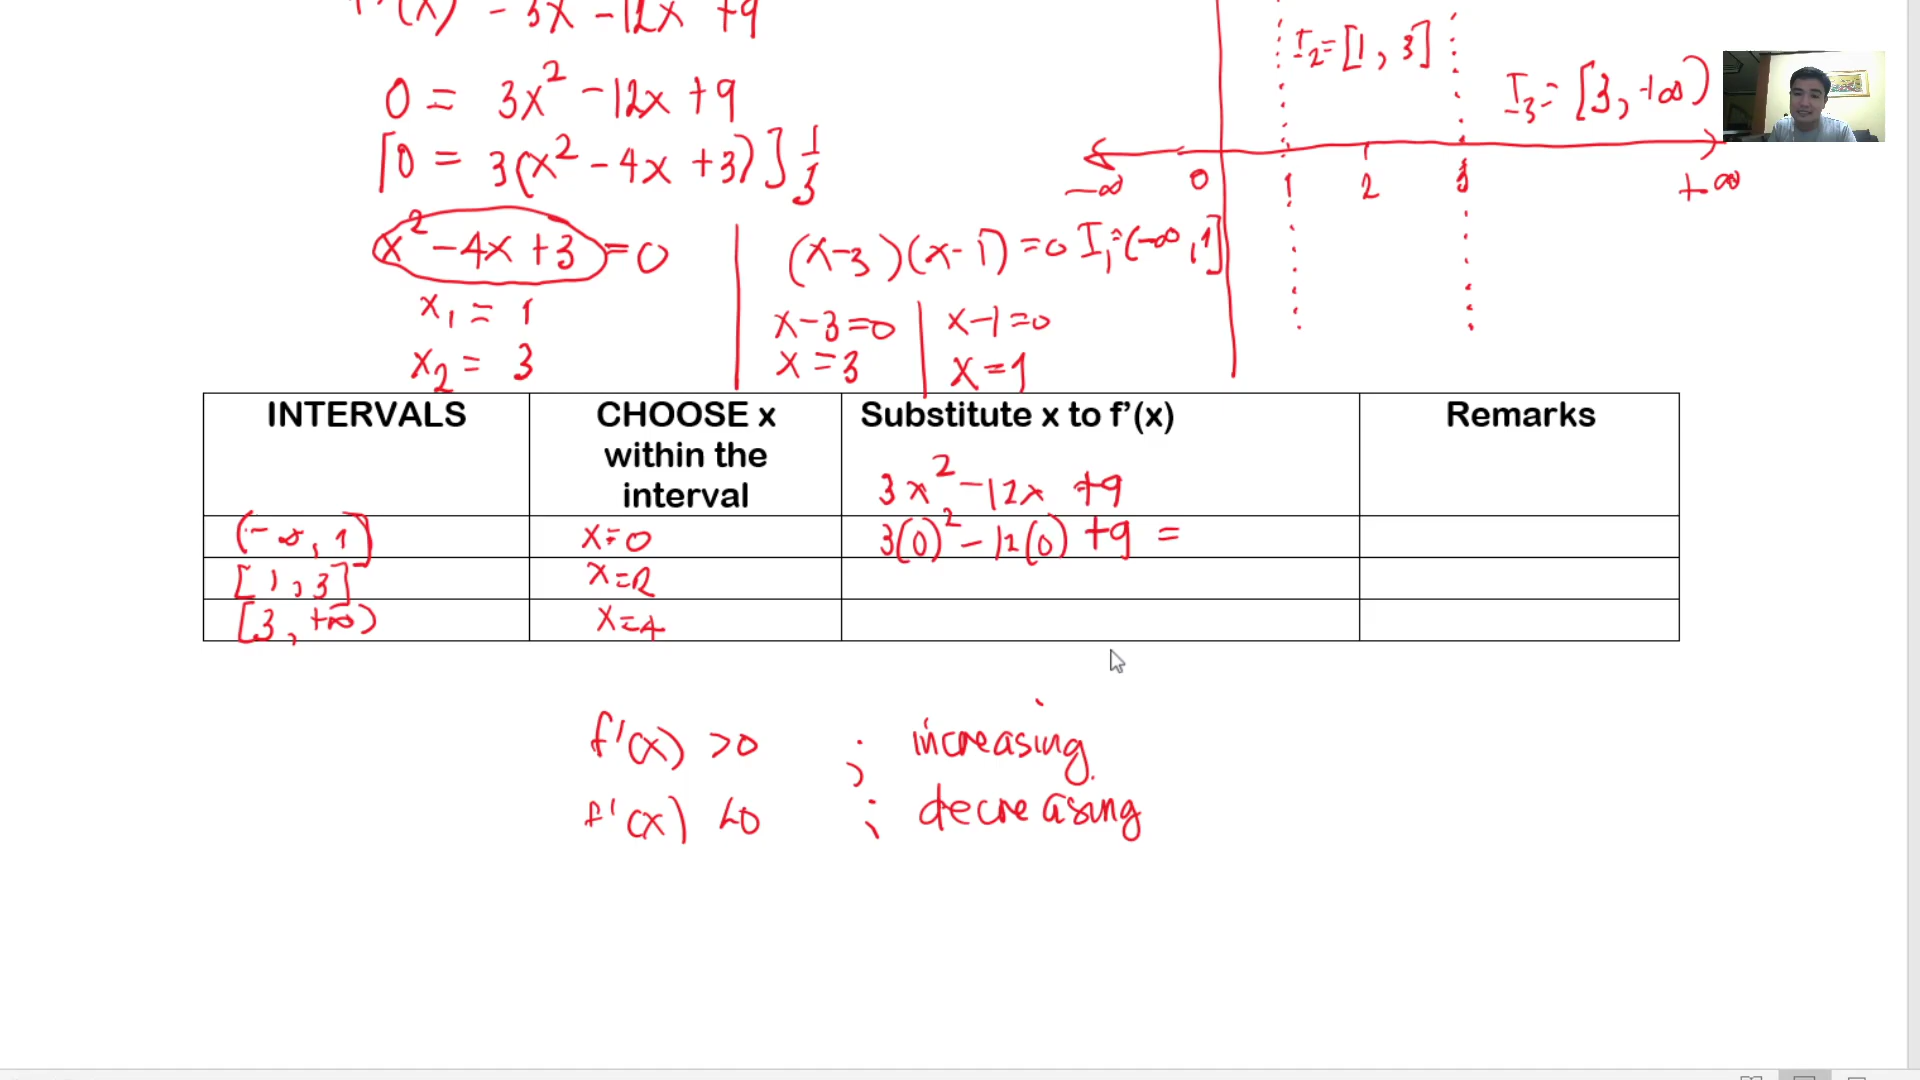 f'(x) = 3x² -12x +9
0 = 3x² -12x +9
[0 = 3(x² -4x +3)] 1/3
x² -4x +3 = 0
x₁ = 1
x₂ = 3
(x-3)(x-1)=0
x-3=0 | x-1=0
x=3 | x=1
I₂=[1, 3]
I₃=[3, +∞)
-∞ 0 1 2 3 +∞
I₁=(-∞, 1]
INTERVALS
CHOOSE x
within the
interval
Substitute x to f'(x)
3x² -12x +9
Remarks
(-∞, 1] x=0 3(0)² -12(0) +9 =
[1, 3] x=2
[3, +∞) x=4
f'(x) >0 ; increasing
f'(x) <0 ; decreasing